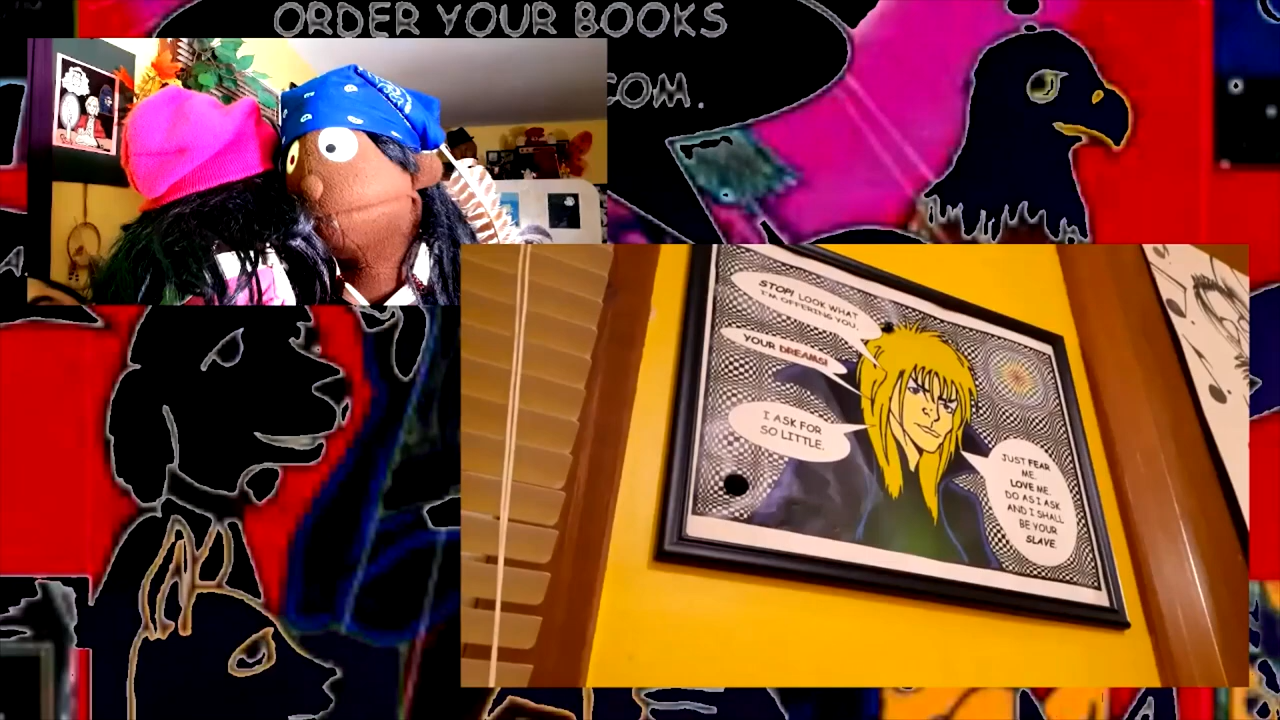 ORDER YOUR BOOKS
COM.
STOP! LOOK WHAT
I'M OFFERING YOU.
YOUR DREAMS!
I ASK FOR
SO LITTLE.
JUST FEAR
ME.
LOVE ME.
DO AS I ASK
AND I SHALL
BE YOUR
SLAVE.